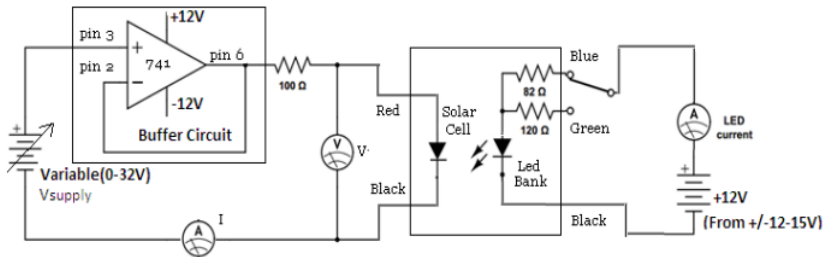 +12V
pin 3
+
pin 6
pin 2
741
-
-12V
Buffer Circuit
100 Ω
+
Variable(0-32V)
Vsupply
V
V.
I
A
Red
Black
Solar
Cell
82 Ω
120 Ω
Led
Bank
Blue
Green
Black
A
LED
current
+
+12V
(From +/-12-15V)